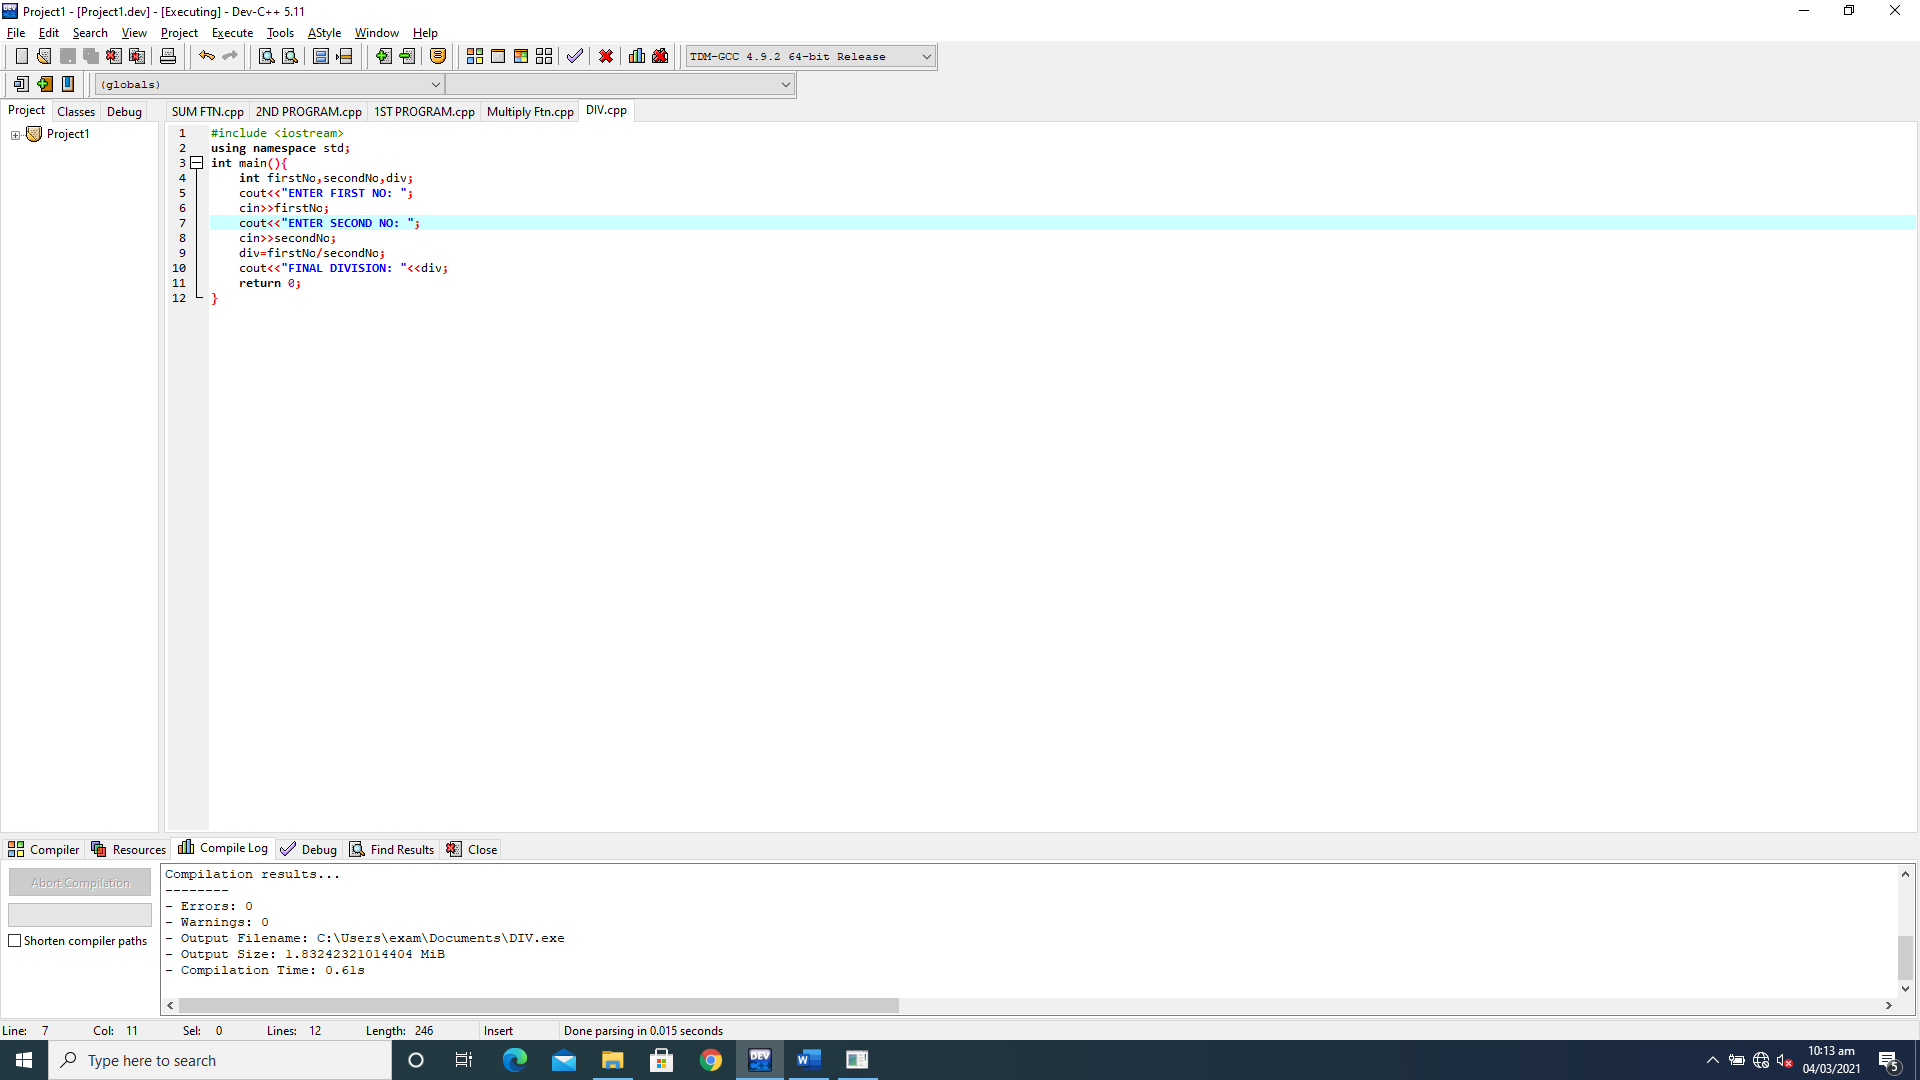 Project1 - [Project1.dev] - [Executing] - Dev-C++ 5.11
File Edit Search View Project Execute Tools AStyle Window Help
TDM-GCC 4.9.2 64-bit Release
(globals)
Project Classes Debug
SUM FTN.cpp 2ND PROGRAM.cpp 1ST PROGRAM.cpp Multiply Ftn.cpp DIV.cpp
Project1
1 #include <iostream>
2 using namespace std;
3 int main(){
4 int firstNo,secondNo,div;
5 cout<<"ENTER FIRST NO: ";
6 cin>>firstNo;
7 cout<<"ENTER SECOND NO: ";
8 cin>>secondNo;
9 div=firstNo/secondNo;
10 cout<<"FINAL DIVISION: "<<div;
11 return 0;
12 }
Compiler Resources Compile Log Debug Find Results Close
Abort Compilation
Shorten compiler paths
Compilation results...
--------
- Errors: 0
- Warnings: 0
- Output Filename: C:\Users\exam\Documents\DIV.exe
- Output Size: 1.83242321014404 MiB
- Compilation Time: 0.61s
Line: 7 Col: 11 Sel: 0 Lines: 12 Length: 246 Insert Done parsing in 0.015 seconds
Type here to search
DEV
W
10:13 am
04/03/2021
5